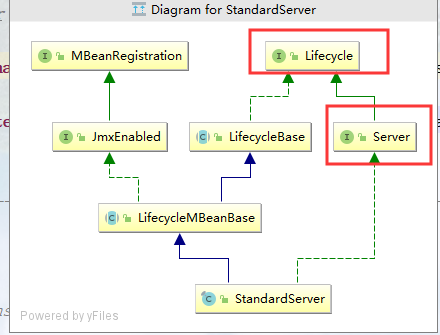 Diagram for StandardServer
I MBeanRegistration
I Lifecycle
I JmxEnabled
C LifecycleBase
I Server
C LifecycleMBeanBase
C StandardServer
Powered by yFiles